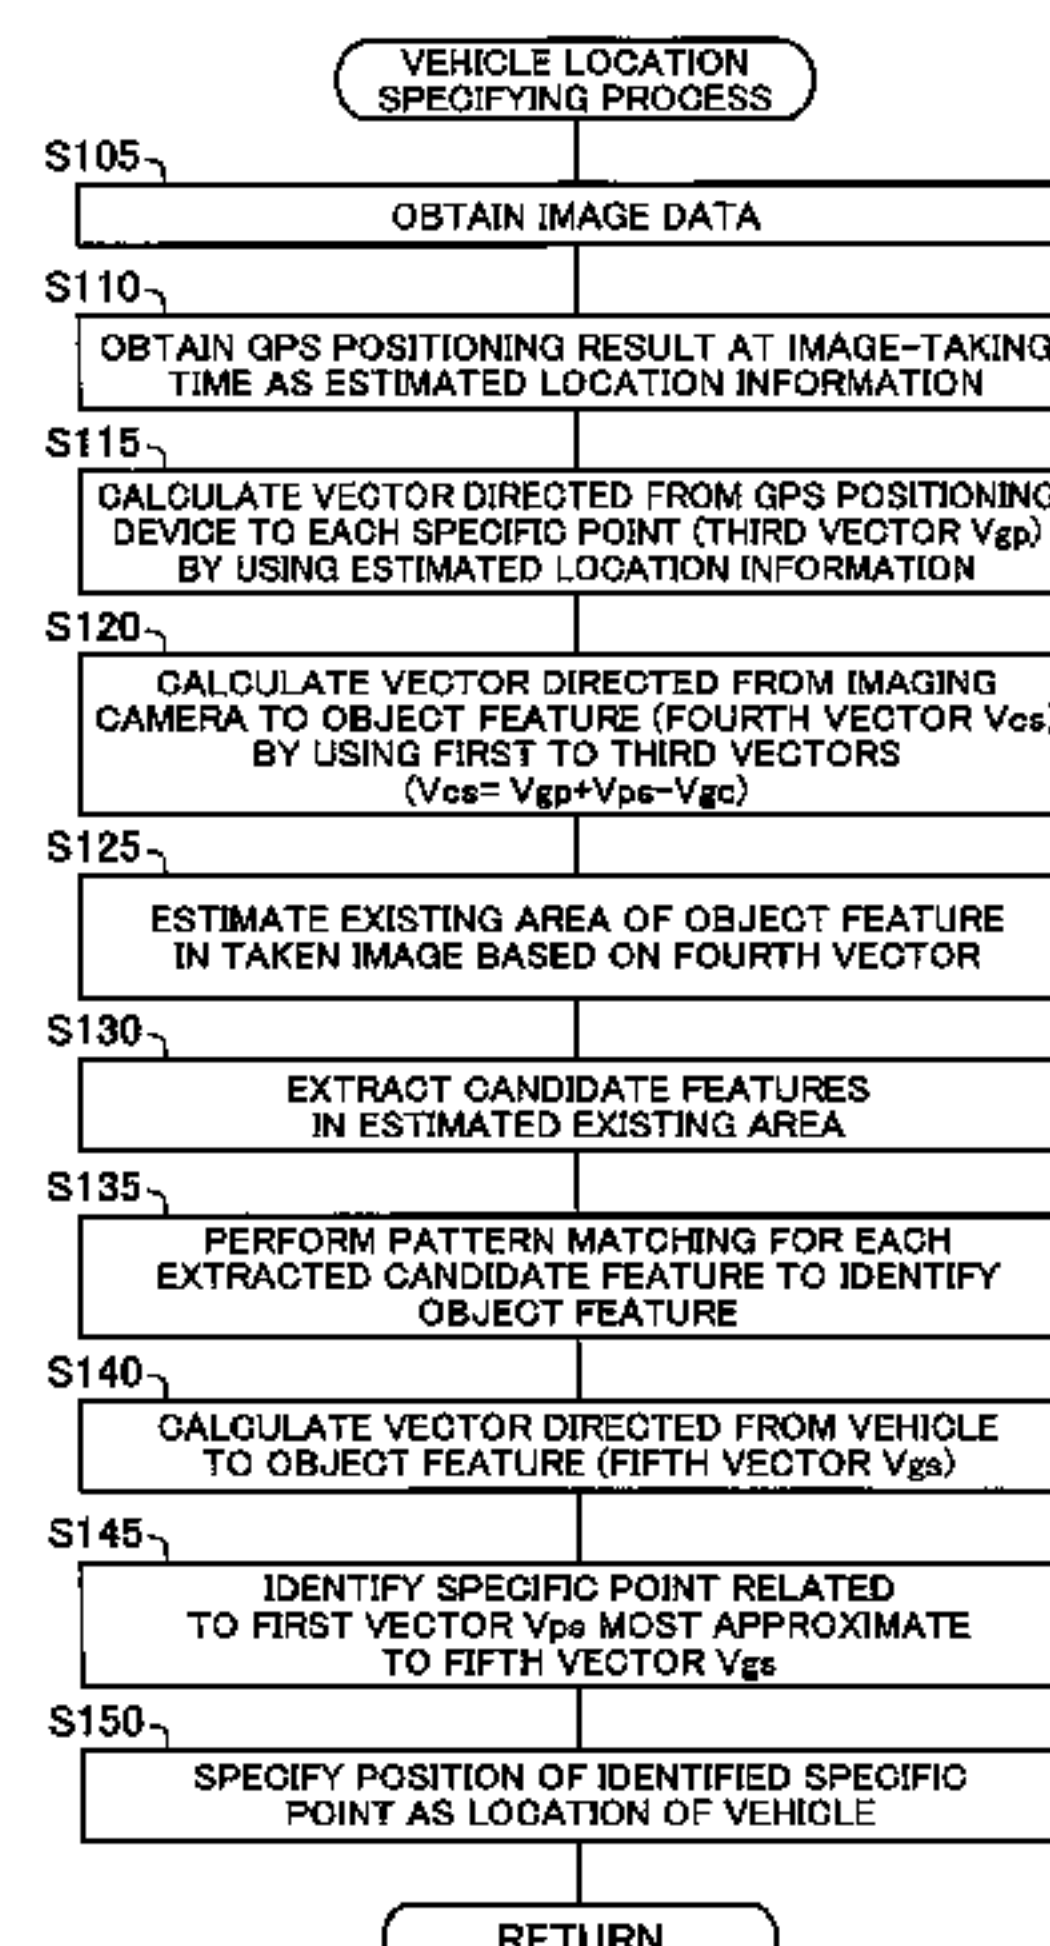 VEHICLE LOCATION
SPECIFYING PROCESS
S105
OBTAIN IMAGE DATA
S110
OBTAIN GPS POSITIONING RESULT AT IMAGE-TAKING
TIME AS ESTIMATED LOCATION INFORMATION
S115
CALCULATE VECTOR DIRECTED FROM GPS POSITIONING
DEVICE TO EACH SPECIFIC POINT (THIRD VECTOR Vgp)
BY USING ESTIMATED LOCATION INFORMATION
S120
CALCULATE VECTOR DIRECTED FROM IMAGING
CAMERA TO OBJECT FEATURE (FOURTH VECTOR Vcs)
BY USING FIRST TO THIRD VECTORS
(Vcs= Vgp+Vps-Vgc)
S125
ESTIMATE EXISTING AREA OF OBJECT FEATURE
IN TAKEN IMAGE BASED ON FOURTH VECTOR
S130
EXTRACT CANDIDATE FEATURES
IN ESTIMATED EXISTING AREA
S135
PERFORM PATTERN MATCHING FOR EACH
EXTRACTED CANDIDATE FEATURE TO IDENTIFY
OBJECT FEATURE
S140
CALCULATE VECTOR DIRECTED FROM VEHICLE
TO OBJECT FEATURE (FIFTH VECTOR Vgs)
S145
IDENTIFY SPECIFIC POINT RELATED
TO FIRST VECTOR Vps MOST APPROXIMATE
TO FIFTH VECTOR Vgs
S150
SPECIFY POSITION OF IDENTIFIED SPECIFIC
POINT AS LOCATION OF VEHICLE
RETURN